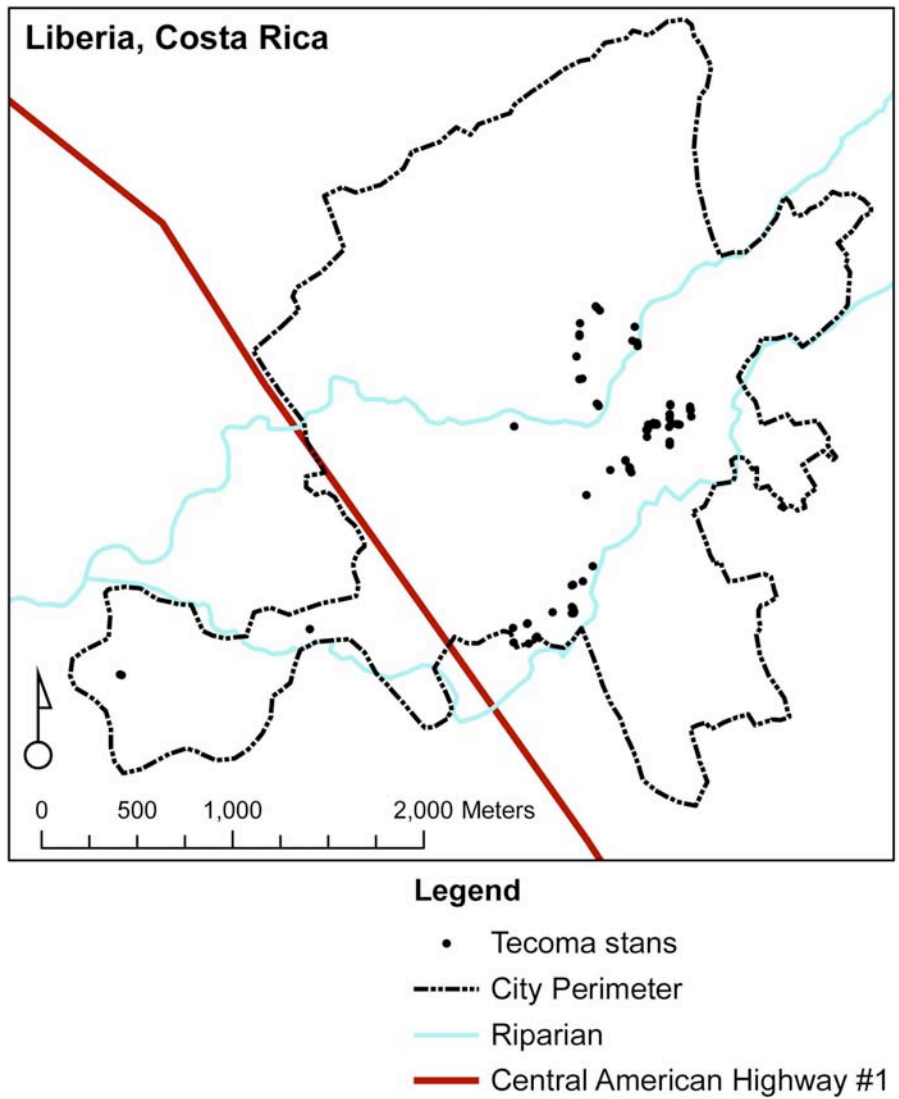 Liberia, Costa Rica
0 500 1,000 2,000 Meters
Legend
Tecoma stans
City Perimeter
Riparian
Central American Highway #1